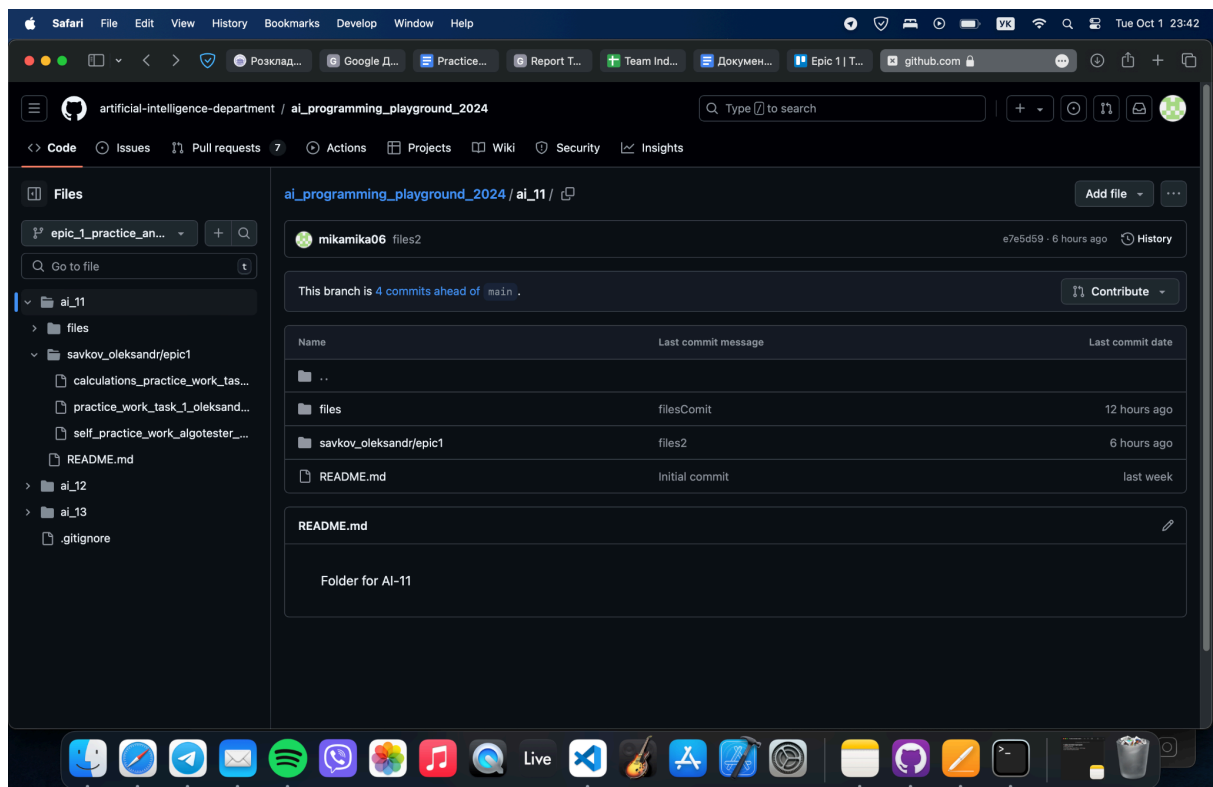 Safari File Edit View History Bookmarks Develop Window Help УК Tue Oct 1 23:42
Розклад... Google Д... Practice... Report T... Team Ind... Докумен... Epic 1 | T... github.com
artificial-intelligence-department / ai_programming_playground_2024 Type / to search
Code Issues Pull requests 7 Actions Projects Wiki Security Insights
Files
epic_1_practice_an...
Go to file t
ai_11
files
savkov_oleksandr/epic1
calculations_practice_work_tas...
practice_work_task_1_oleksand...
self_practice_work_algotester_...
README.md
ai_12
ai_13
.gitignore
ai_programming_playground_2024 / ai_11 / Add file
mikamika06 files2 e7e5d59 · 6 hours ago History
This branch is 4 commits ahead of main . Contribute
Name Last commit message Last commit date
..
files filesComit 12 hours ago
savkov_oleksandr/epic1 files2 6 hours ago
README.md Initial commit last week
README.md
Folder for AI-11
Live